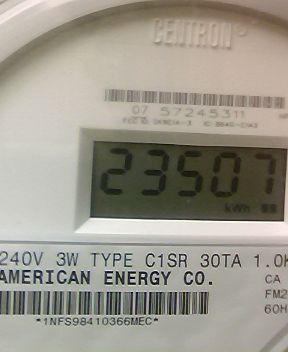 CENTRON®
07 57245311
23507
kWh
240V 3W TYPE C1SR 30TA 1.0K
AMERICAN ENERGY CO.
CA
FM2
60H
*1NFS98410366MEC*